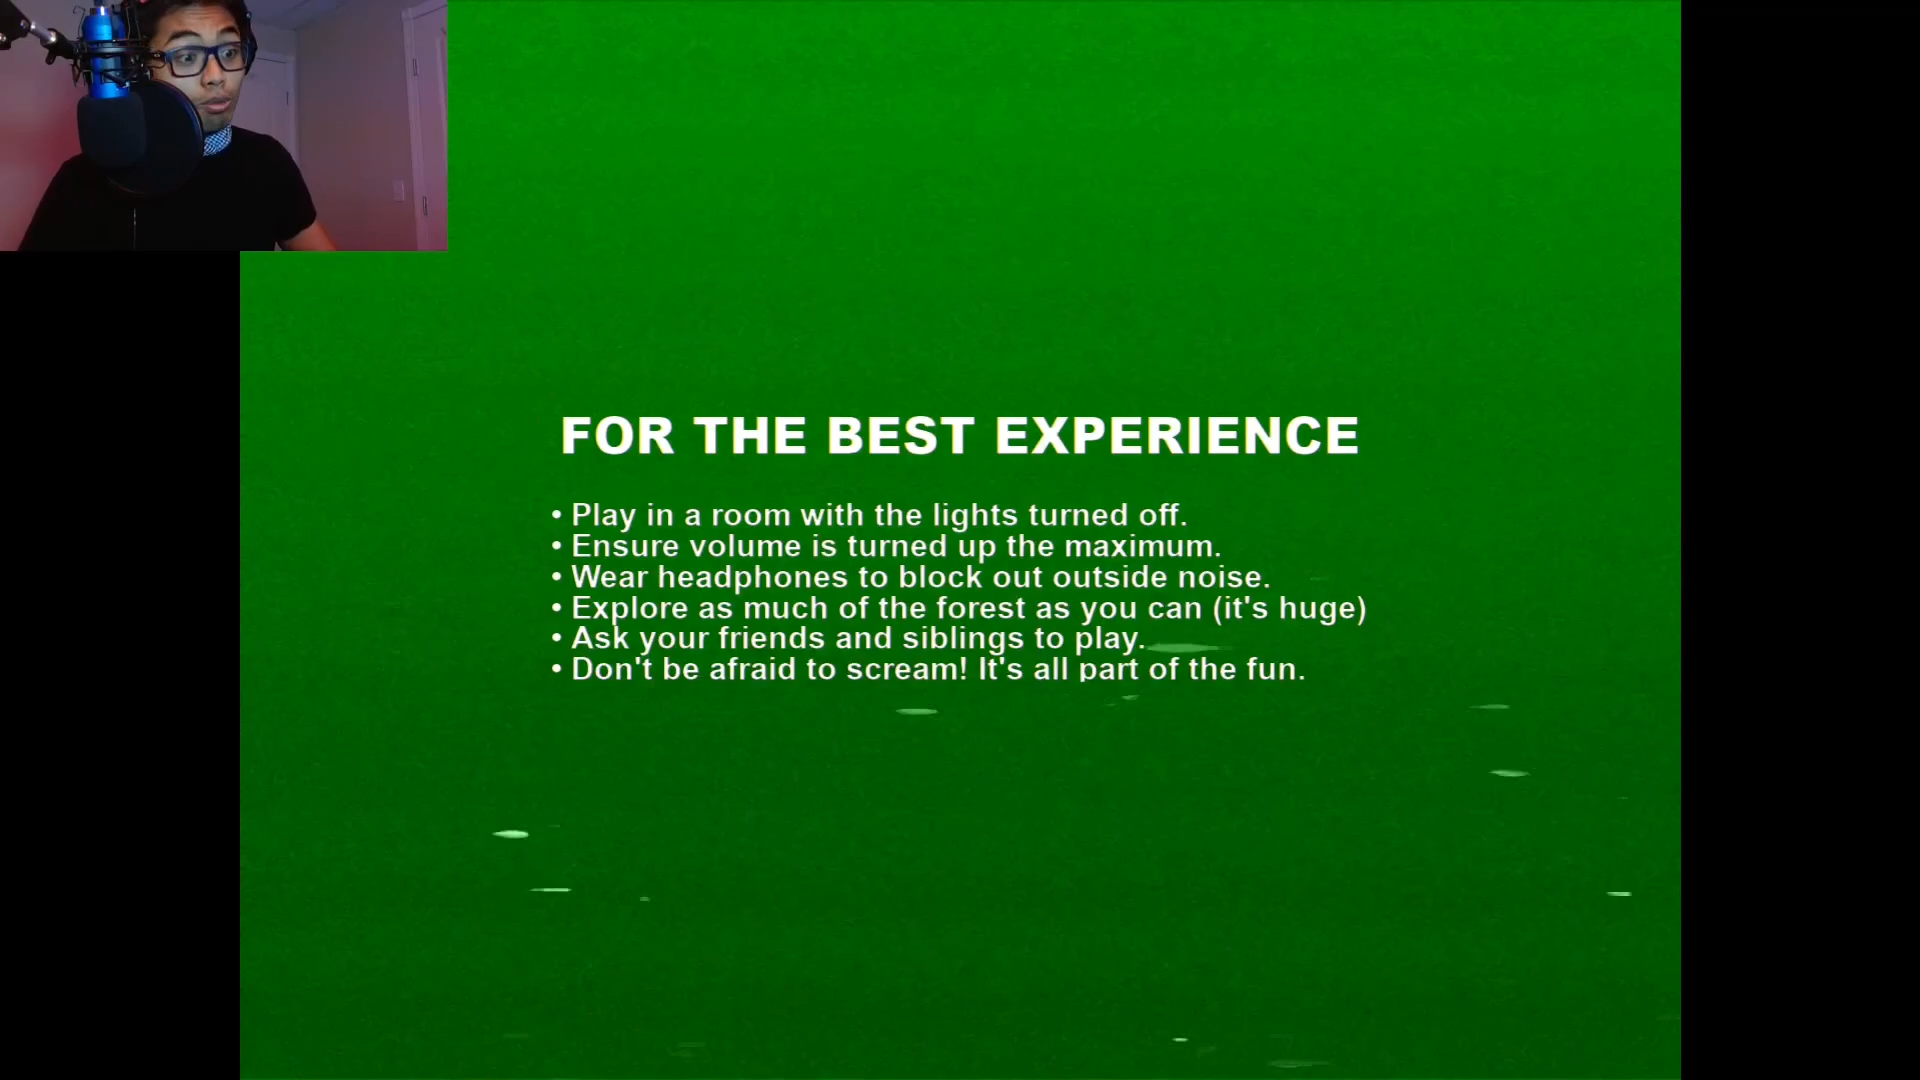 FOR THE BEST EXPERIENCE
• Play in a room with the lights turned off.
• Ensure volume is turned up the maximum.
• Wear headphones to block out outside noise.
• Explore as much of the forest as you can (it's huge)
• Ask your friends and siblings to play.
• Don't be afraid to scream! It's all part of the fun.